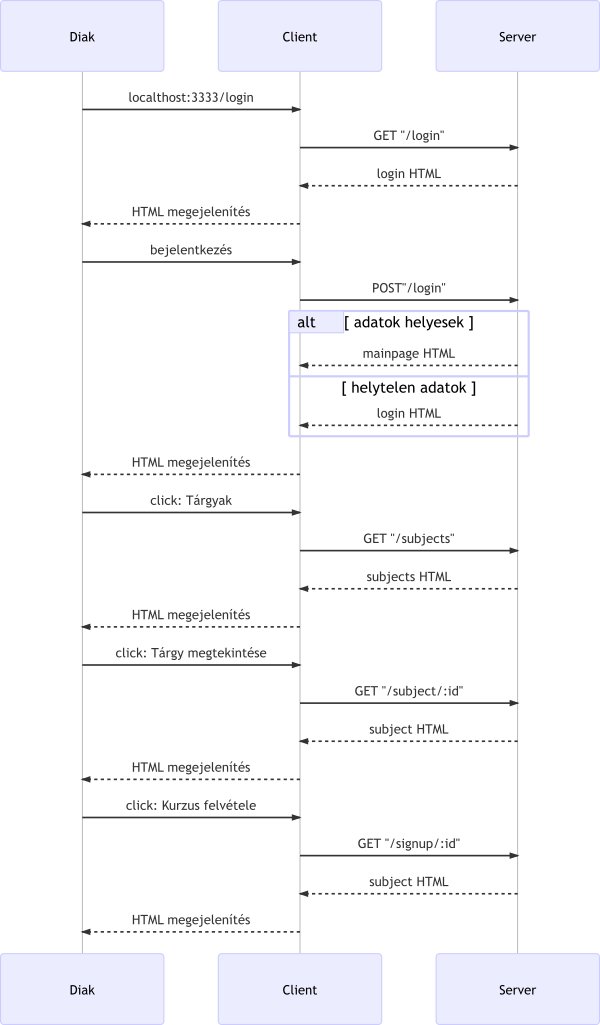 Diak
Client
Server
localhost:3333/login
GET "/login"
login HTML
HTML megejelenítés
bejelentkezés
POST"/login"
alt
[ adatok helyesek ]
mainpage HTML
[ helytelen adatok ]
login HTML
HTML megejelenítés
click: Tárgyak
GET "/subjects"
subjects HTML
HTML megejelenítés
click: Tárgy megtekintése
GET "/subject/:id"
subject HTML
HTML megejelenítés
click: Kurzus felvétele
GET "/signup/:id"
subject HTML
HTML megejelenítés
Diak
Client
Server